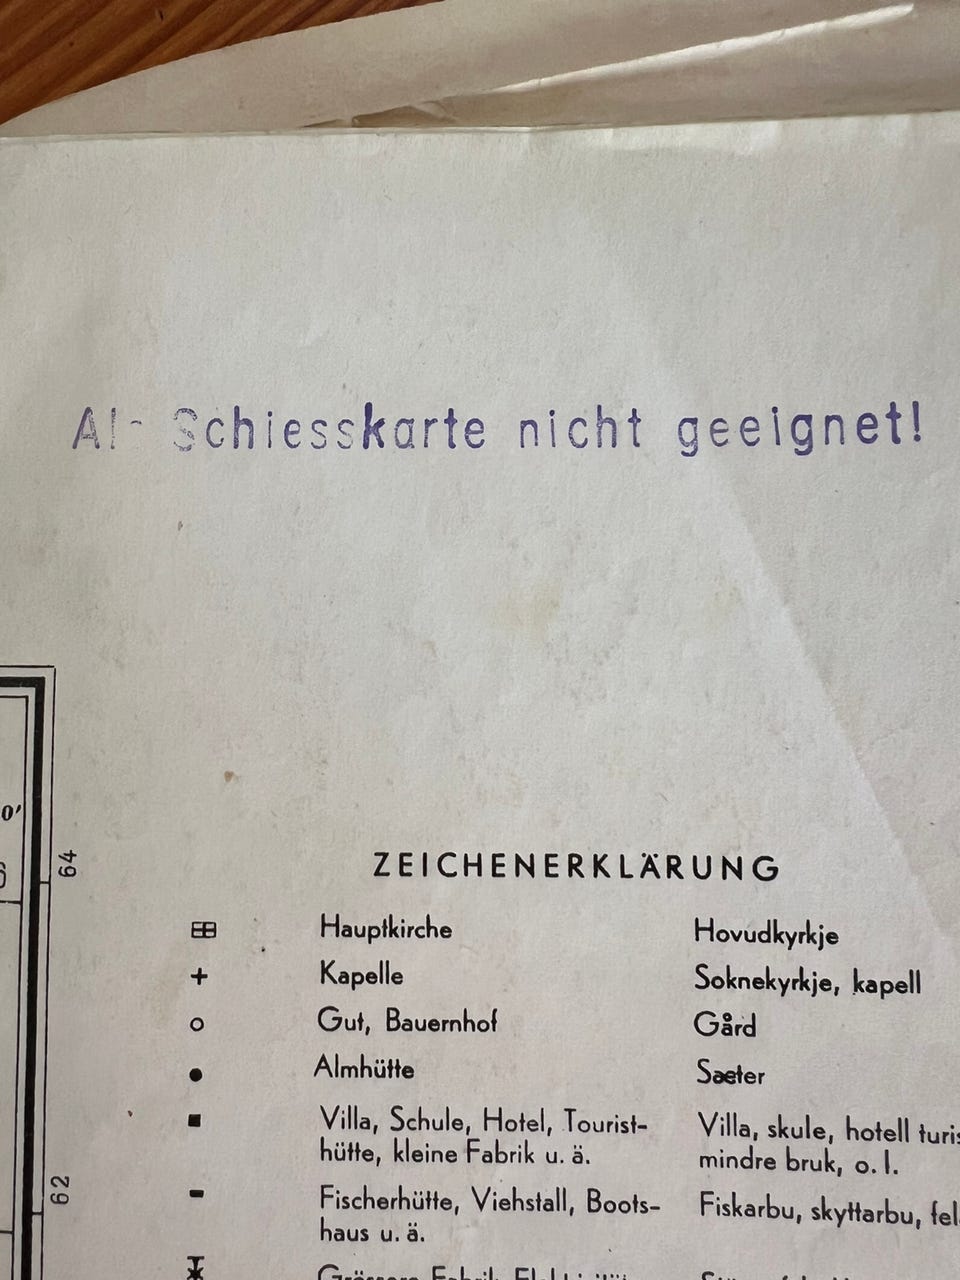 Als Schiesskarte nicht geeignet!
0'
64
ZEICHENERKLÄRUNG
Hauptkirche Hovudkyrkje
Kapelle Soknekyrkje, kapell
Gut, Bauernhof Gård
Almhütte Saeter
Villa, Schule, Hotel, Tourist- Villa, skule, hotell
hütte, kleine Fabrik u. ä. mindre bruk, o. l.
62
Fischerhütte, Viehstall, Boots- Fiskarbu, skyttarbu,
haus u. ä.